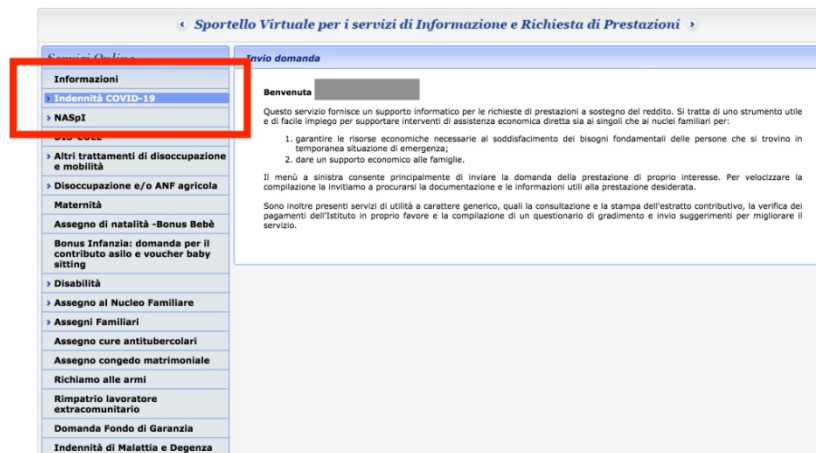 Sportello Virtuale per i servizi di Informazione e Richiesta di Prestazioni
Servizi Online
Informazioni
Indennità COVID-19
NASpI
DIS-COLL
Altri trattamenti di disoccupazione
e mobilità
Disoccupazione e/o ANF agricola
Maternità
Assegno di natalità -Bonus Bebè
Bonus Infanzia: domanda per il
contributo asilo e voucher baby
sitting
Disabilità
Assegno al Nucleo Familiare
Assegni Familiari
Assegno cure antitubercolari
Assegno congedo matrimoniale
Richiamo alle armi
Rimpatrio lavoratore
extracomunitario
Domanda Fondo di Garanzia
Indennità di Malattia e Degenza
Invio domanda
Benvenuta
Questo servizio fornisce un supporto informatico per le richieste di prestazioni a sostegno del reddito. Si tratta di uno strumento utile
e di facile impiego per supportare interventi di assistenza economica diretta sia ai singoli che ai nuclei familiari per:
1. garantire le risorse economiche necessarie al soddisfacimento dei bisogni fondamentali delle persone che si trovino in
temporanea situazione di emergenza;
2. dare un supporto economico alle famiglie.
Il menù a sinistra consente principalmente di inviare la domanda della prestazione di proprio interesse. Per velocizzare la
compilazione la invitiamo a procurarsi la documentazione e le informazioni utili alla prestazione desiderata.
Sono inoltre presenti servizi di utilità a carattere generico, quali la consultazione e la stampa dell'estratto contributivo, la verifica dei
pagamenti dell'Istituto in proprio favore e la compilazione di un questionario di gradimento e invio suggerimenti per migliorare il
servizio.